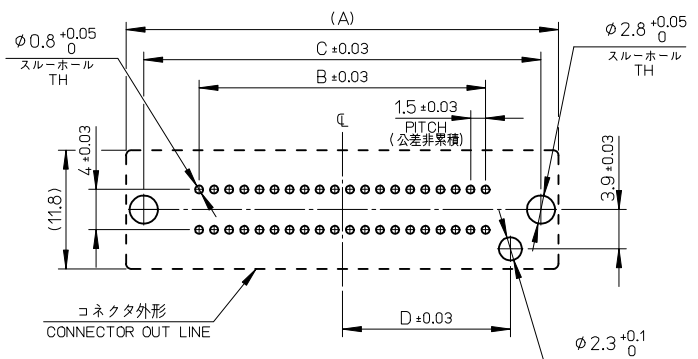 (A)
φ0.8 +0.05 0
スルーホール
TH
C ±0.03
φ2.8 +0.05 0
スルーホール
TH
B ±0.03
1.5 ±0.03
PITCH
(公差非累積)
℄
4 ±0.03
(11.8)
3.9 ±0.03
コネクタ外形
CONNECTOR OUT LINE
D ±0.03
φ2.3 +0.1 0